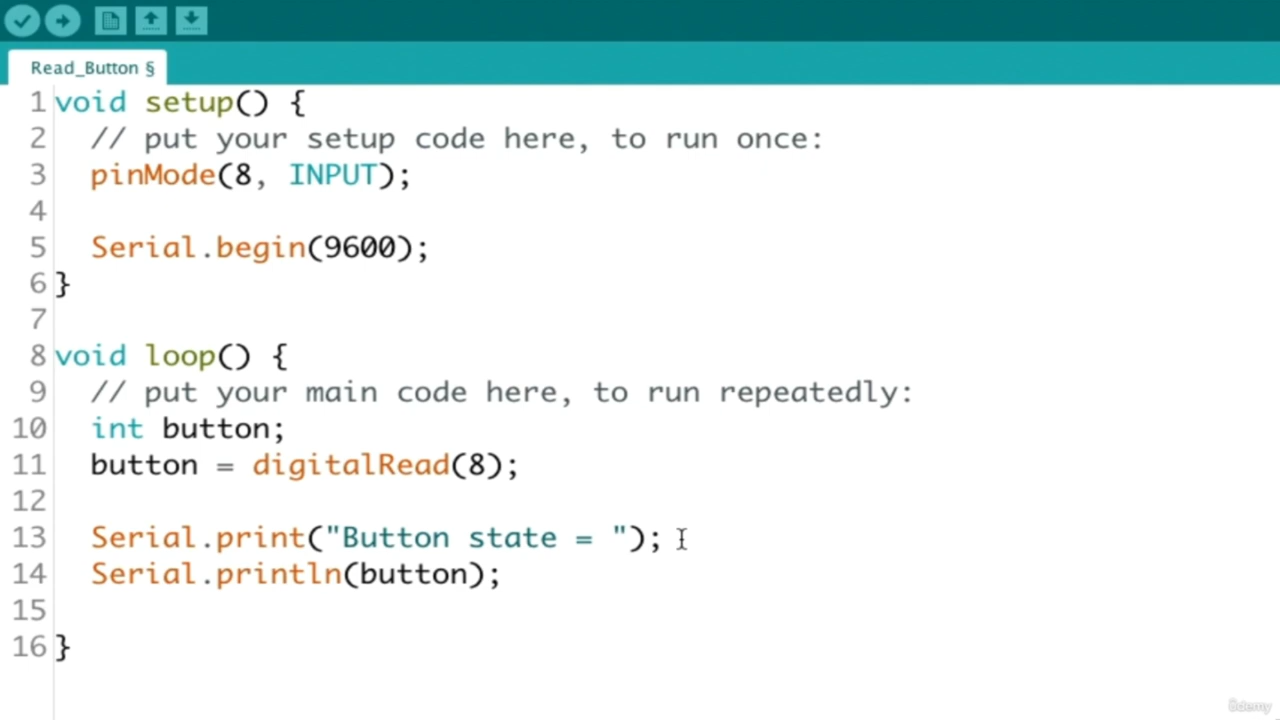 Read_Button §
1 void setup() {
2 // put your setup code here, to run once:
3 pinMode(8, INPUT);
4
5 Serial.begin(9600);
6 }
7
8 void loop() {
9 // put your main code here, to run repeatedly:
10 int button;
11 button = digitalRead(8);
12
13 Serial.print("Button state = ");
14 Serial.println(button);
15
16 }
ûdemy